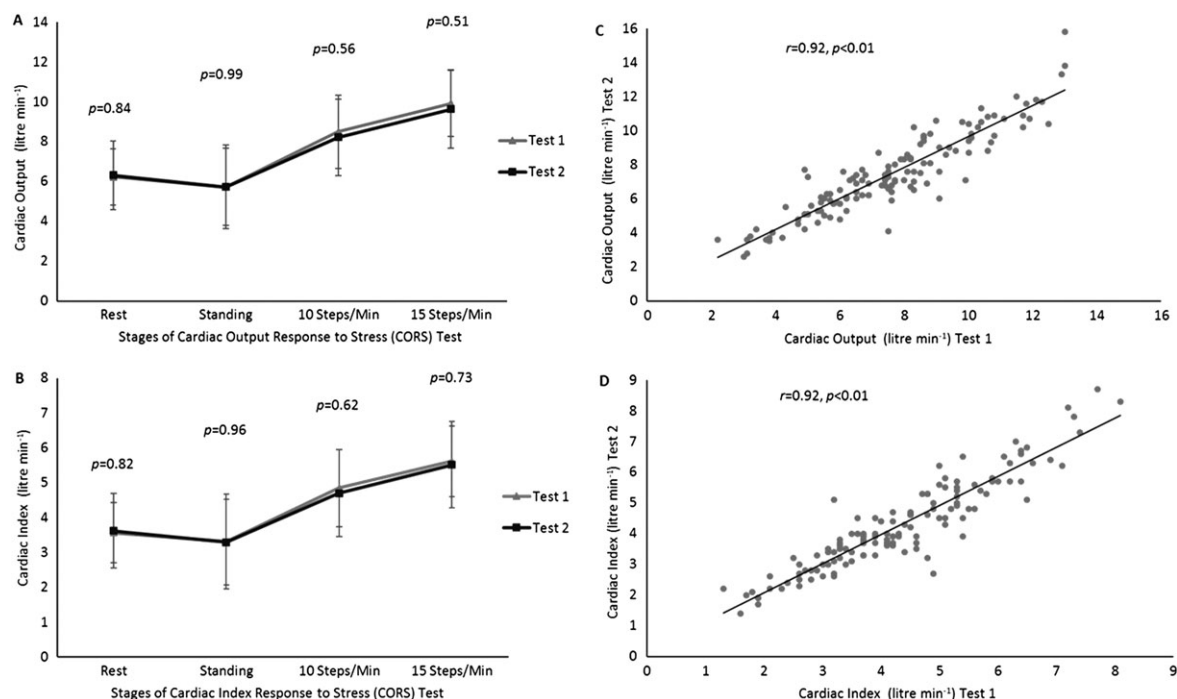 A
Cardiac Output (litre min⁻¹)
14
12
10
8
6
4
2
0
p=0.84
p=0.99
p=0.56
p=0.51
Test 1
Test 2
Rest Standing 10 Steps/Min 15 Steps/Min
Stages of Cardiac Output Response to Stress (CORS) Test
C
Cardiac Output (litre min⁻¹) Test 2
16
14
12
10
8
6
4
2
0
r=0.92, p<0.01
0 2 4 6 8 10 12 14 16
Cardiac Output (litre min⁻¹) Test 1
B
Cardiac Index (litre min⁻¹)
8
7
6
5
4
3
2
1
0
p=0.82
p=0.96
p=0.62
p=0.73
Test 1
Test 2
Rest Standing 10 Steps/Min 15 Steps/Min
Stages of Cardiac Index Response to Stress (CORS) Test
D
Cardiac Index (litre min⁻¹) Test 2
9
8
7
6
5
4
3
2
1
0
r=0.92, p<0.01
0 1 2 3 4 5 6 7 8 9
Cardiac Index (litre min⁻¹) Test 1